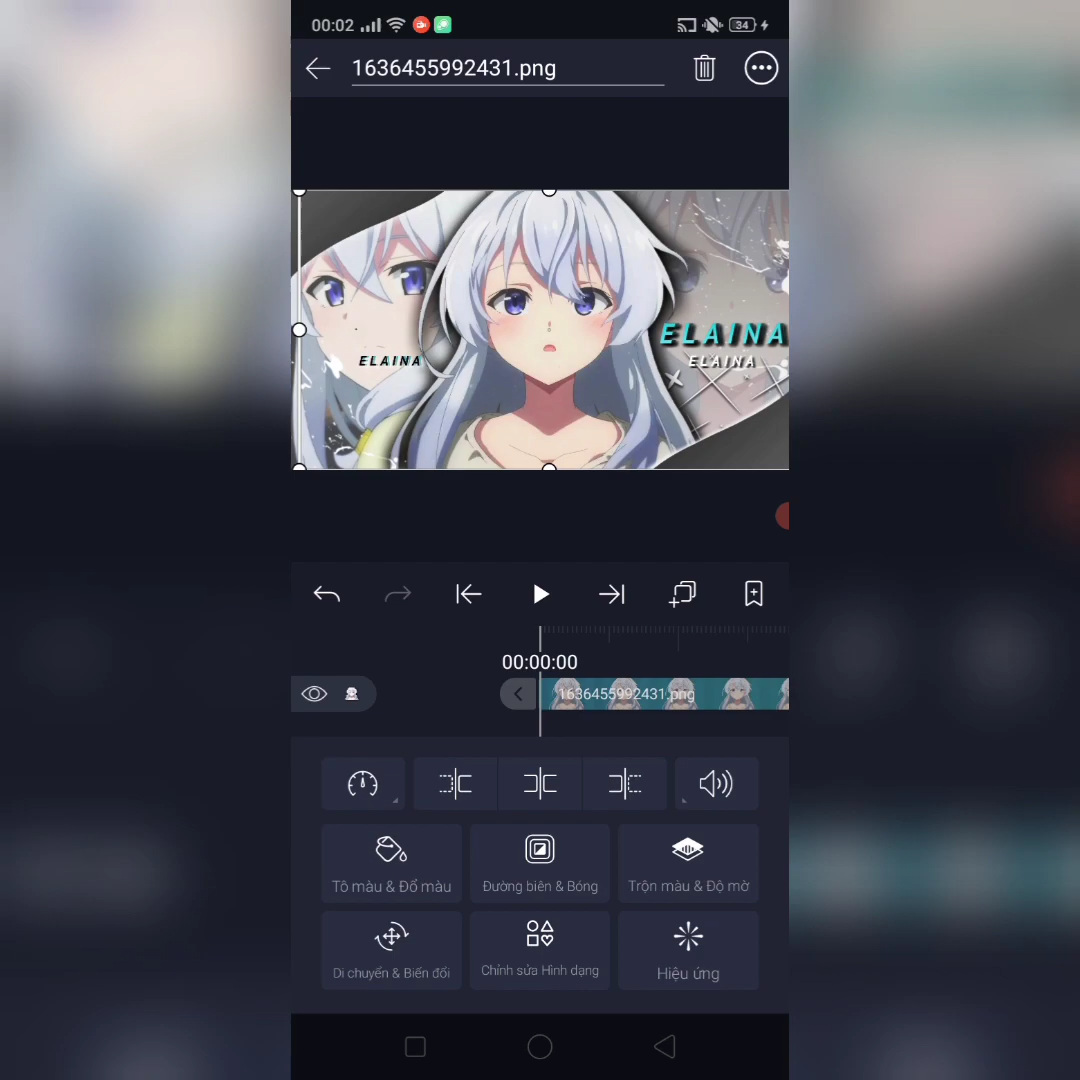 00:02
34
1636455992431.png
ELAINA
ELAINA
ELAINA
00:00:00
1636455992431.png
Tô màu & Đổ màu
Đường biên & Bóng
Trộn màu & Độ mờ
Di chuyển & Biến đổi
Chỉnh sửa Hình dạng
Hiệu ứng